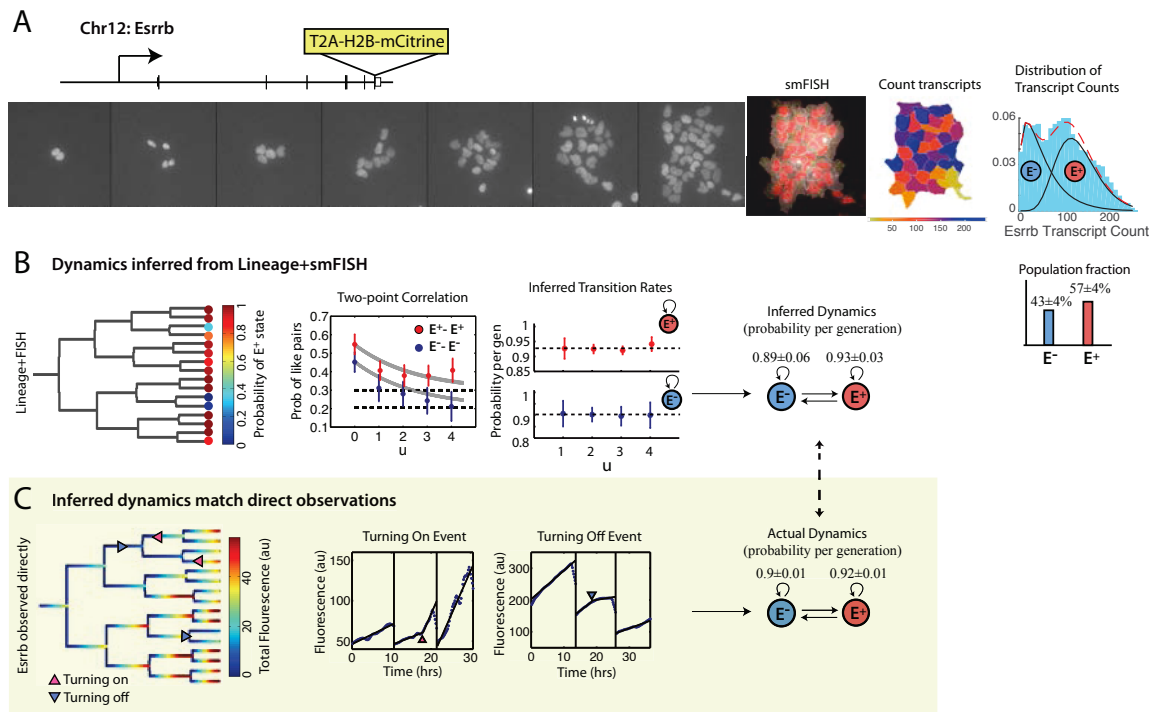 A
Chr12: Esrrb
T2A-H2B-mCitrine
smFISH
Count transcripts
Distribution of
Transcript Counts
0.06
0.03
0
E-
E+
0 100 200
Esrrb Transcript Count
50 100 150 200
Population fraction
43±4%
57±4%
E-
E+
B Dynamics inferred from Lineage+smFISH
Lineage+FISH
0 0.2 0.4 0.6 0.8 1
Probability of E+ state
Two-point Correlation
Prob of like pairs
0.7
0.6
0.5
0.4
0.3
0.2
0.1
E+- E+
E-- E-
0 1 2 3 4
u
Inferred Transition Rates
Probability per gen
1
0.95
0.9
0.85
E+
1
0.9
0.8
E-
1 2 3 4
u
Inferred Dynamics
(probability per generation)
0.89±0.06 0.93±0.03
E- E+
C Inferred dynamics match direct observations
Esrrb observed directly
0 20 40
Total Flourescence (au)
Turning on
Turning off
Turning On Event
Fluorescence (au)
150
100
50
0 10 20 30
Time (hrs)
Turning Off Event
Fluorescence (au)
300
200
100
0 10 20 30
Time (hrs)
Actual Dynamics
(probability per generation)
0.9±0.01 0.92±0.01
E- E+